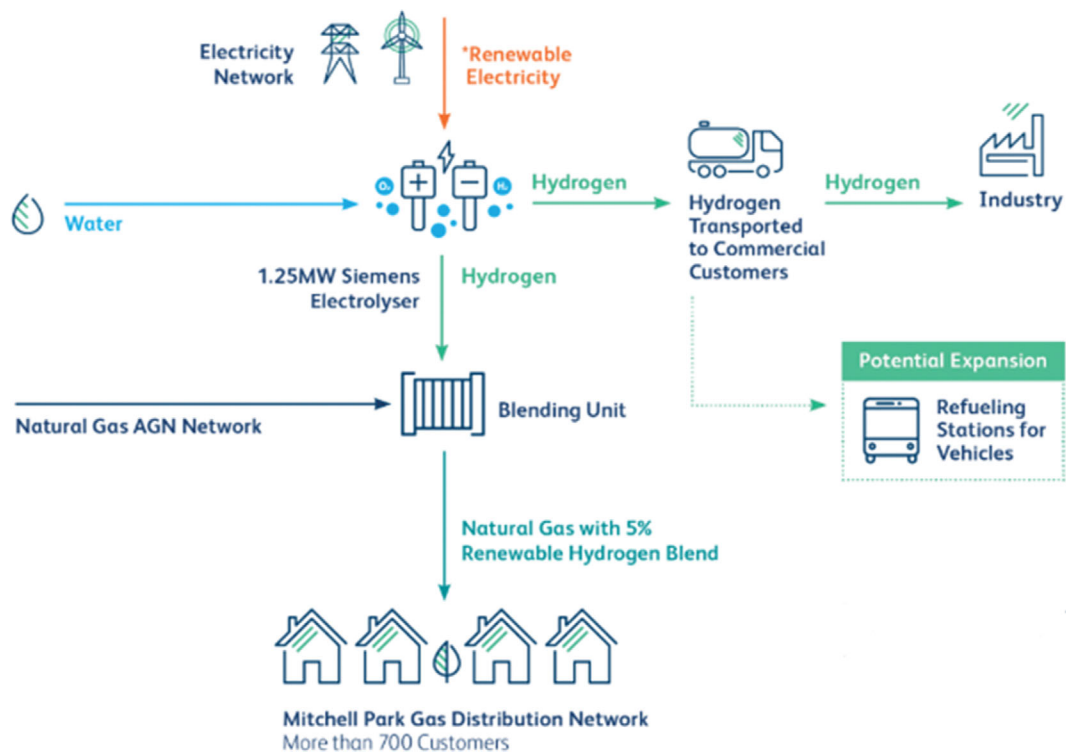 Electricity
Network
*Renewable
Electricity
O₂
H₂
Water
Hydrogen
Hydrogen
Transported
to Commercial
Customers
Hydrogen
Industry
1.25MW Siemens
Electrolyser
Hydrogen
Potential Expansion
Refueling
Stations for
Vehicles
Natural Gas AGN Network
Blending Unit
Natural Gas with 5%
Renewable Hydrogen Blend
Mitchell Park Gas Distribution Network
More than 700 Customers